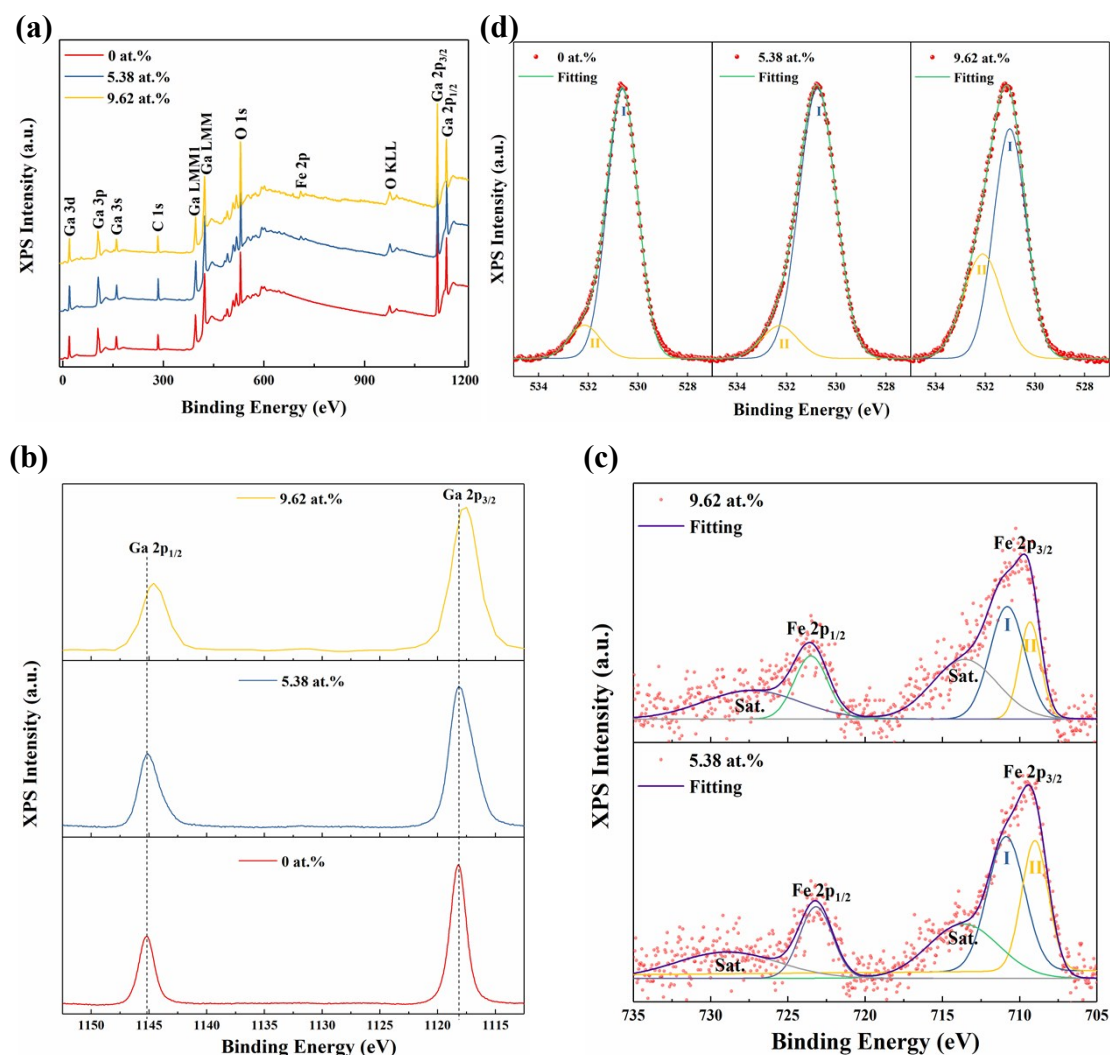 (a)
0 at.%
5.38 at.%
9.62 at.%
Ga 3d
Ga 3p
Ga 3s
C 1s
Ga LMM1
Ga LMM
O 1s
Fe 2p
O KLL
Ga 2p3/2
Ga 2p1/2
XPS Intensity (a.u.)
0 300 600 900 1200
Binding Energy (eV)
(d)
0 at.%
Fitting
I
II
5.38 at.%
Fitting
I
II
9.62 at.%
Fitting
I
II
XPS Intensity (a.u.)
534 532 530 528 534 532 530 528 534 532 530 528
Binding Energy (eV)
(b)
9.62 at.%
Ga 2p3/2
Ga 2p1/2
5.38 at.%
0 at.%
XPS Intensity (a.u.)
1150 1145 1140 1135 1130 1125 1120 1115
Binding Energy (eV)
(c)
9.62 at.%
Fitting
Fe 2p3/2
Fe 2p1/2
I
II
Sat.
Sat.
5.38 at.%
Fitting
Fe 2p3/2
Fe 2p1/2
I
II
Sat.
Sat.
XPS Intensity (a.u.)
735 730 725 720 715 710 705
Binding Energy (eV)